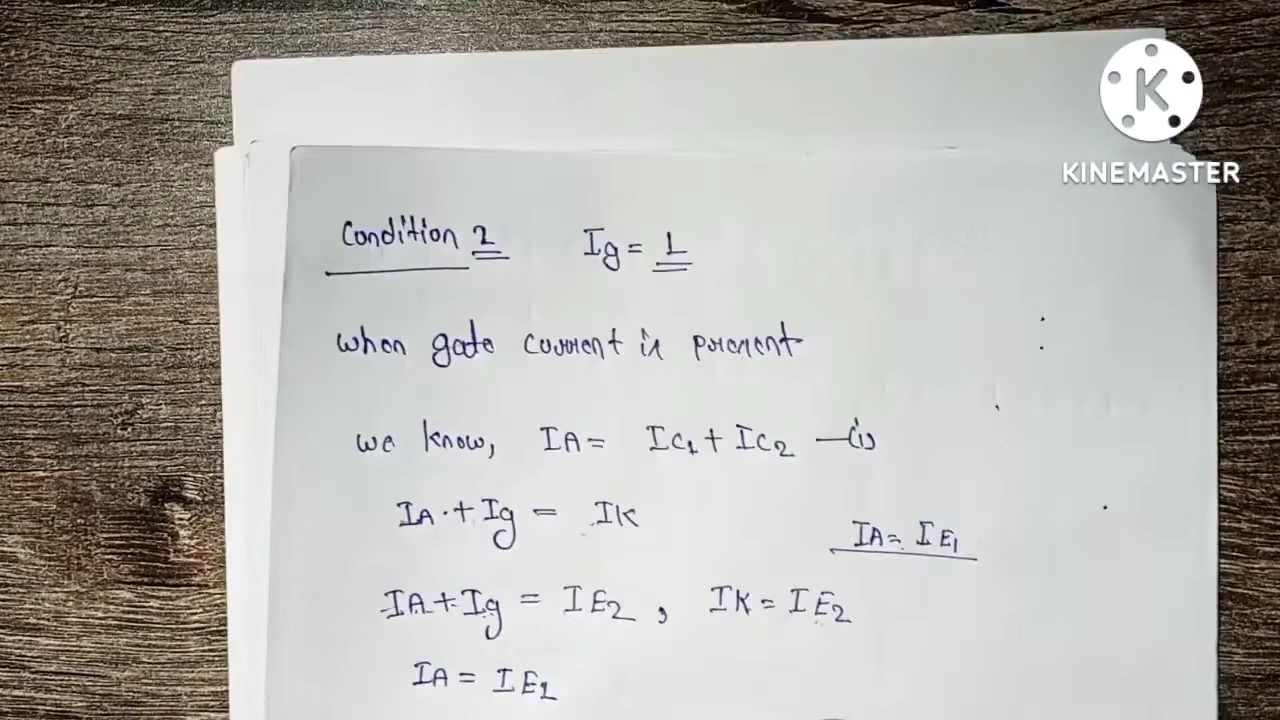 K
KINEMASTER
Condition 2 Ig = 1
when gate current is present
we know, IA = IC1 + IC2 —(i)
IA + Ig = IK
IA = IE1
IA + Ig = IE2 , IK = IE2
IA = IE1